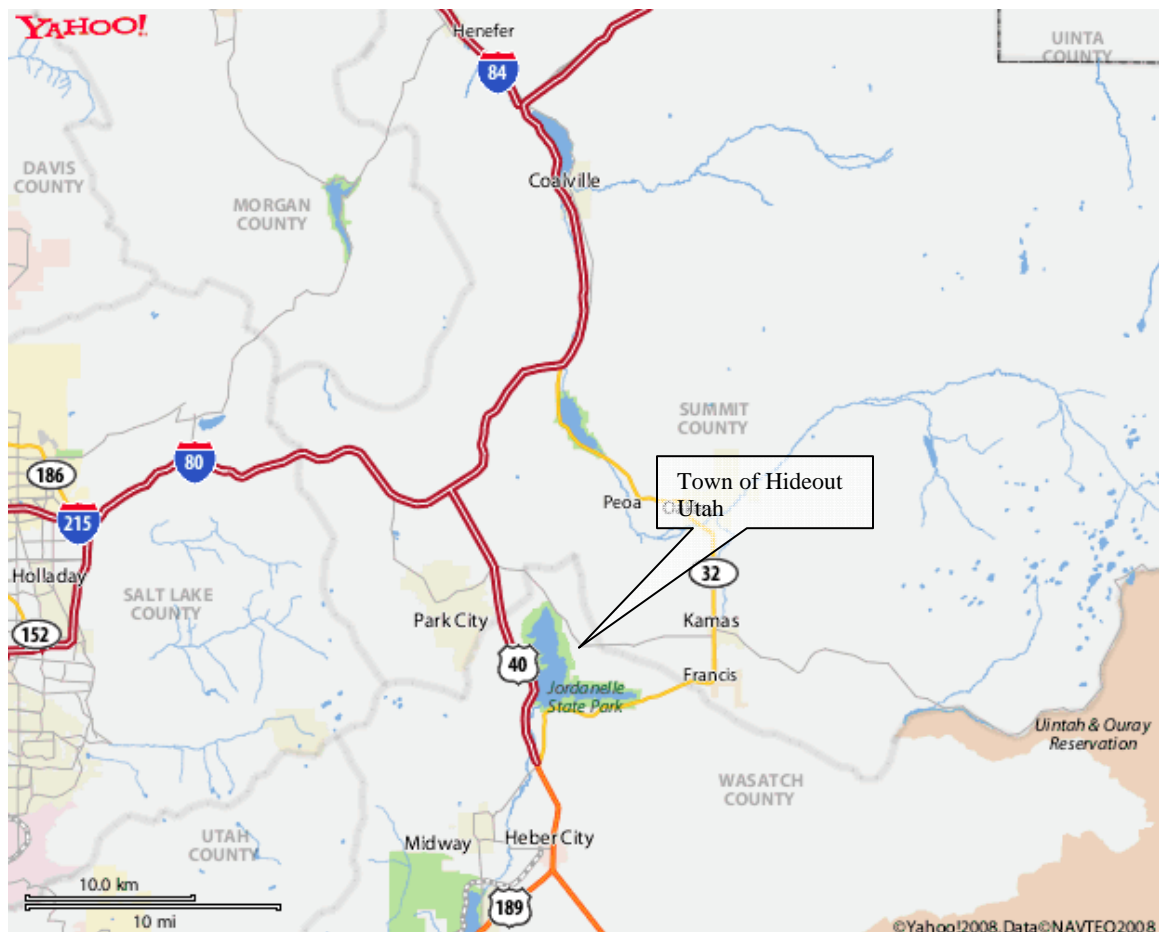 YAHOO!
Henefer
84
UINTA
COUNTY
DAVIS
COUNTY
Coalville
MORGAN
COUNTY
SUMMIT
COUNTY
80
186
215
Town of Hideout
Utah
Peoa
Holladay
SALT LAKE
COUNTY
32
152
Park City
Kamas
40
Francis
Jordanelle
State Park
Uintah & Ouray
Reservation
WASATCH
COUNTY
UTAH
COUNTY
Midway
Heber City
10.0 km
10 mi
189
©Yahoo!2008, Data©NAVTEQ2008